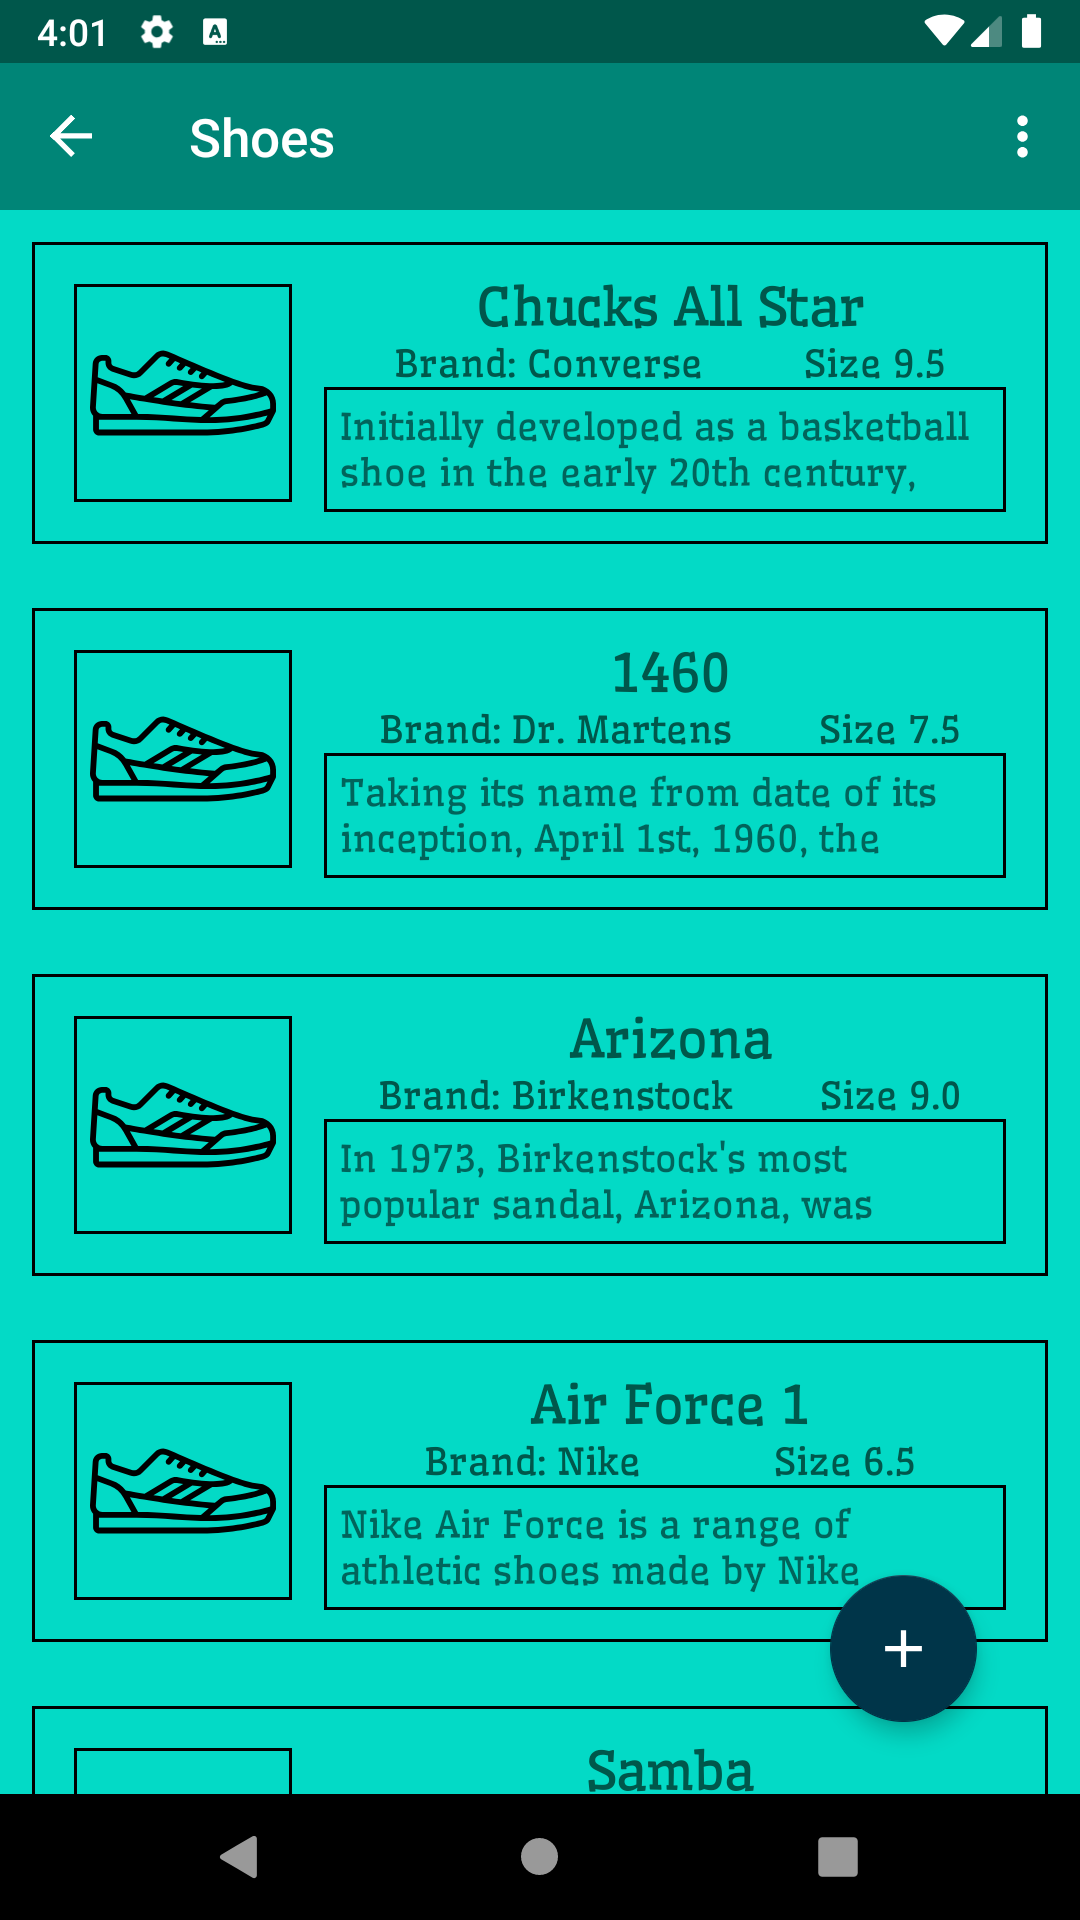 4:01
Shoes
Chucks All Star
Brand: Converse Size 9.5
Initially developed as a basketball
shoe in the early 20th century,
1460
Brand: Dr. Martens Size 7.5
Taking its name from date of its
inception, April 1st, 1960, the
Arizona
Brand: Birkenstock Size 9.0
In 1973, Birkenstock's most
popular sandal, Arizona, was
Air Force 1
Brand: Nike Size 6.5
Nike Air Force is a range of
athletic shoes made by Nike
Samba